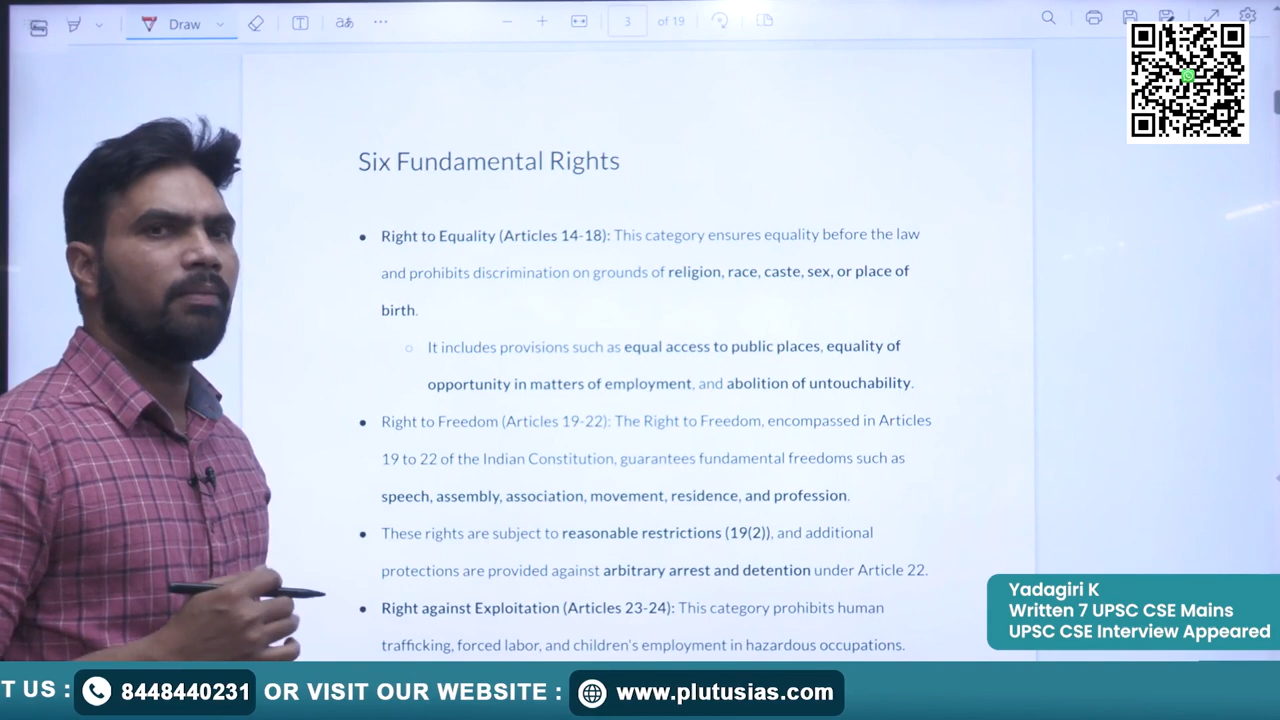 Draw
aあ
3 of 19
Six Fundamental Rights
• Right to Equality (Articles 14-18): This category ensures equality before the law
and prohibits discrimination on grounds of religion, race, caste, sex, or place of
birth.
○ It includes provisions such as equal access to public places, equality of
opportunity in matters of employment, and abolition of untouchability.
• Right to Freedom (Articles 19-22): The Right to Freedom, encompassed in Articles
19 to 22 of the Indian Constitution, guarantees fundamental freedoms such as
speech, assembly, association, movement, residence, and profession.
• These rights are subject to reasonable restrictions (19(2)), and additional
protections are provided against arbitrary arrest and detention under Article 22.
• Right against Exploitation (Articles 23-24): This category prohibits human
trafficking, forced labor, and children's employment in hazardous occupations.
Yadagiri K
Written 7 UPSC CSE Mains
UPSC CSE Interview Appeared
T US : 8448440231 OR VISIT OUR WEBSITE : www.plutusias.com